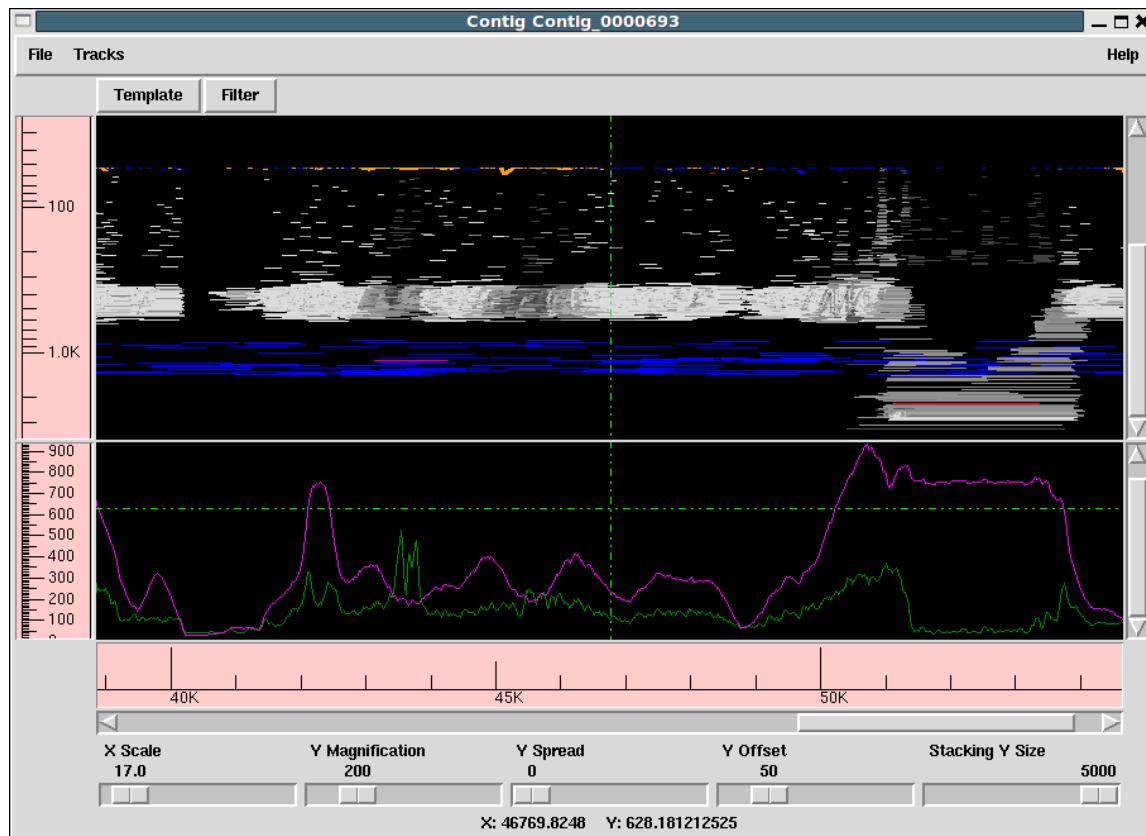 Contig Contig_0000693
File Tracks Help
Template Filter
100
1.0K
900
800
700
600
500
400
300
200
100
40K 45K 50K
X Scale Y Magnification Y Spread Y Offset Stacking Y Size
17.0 200 0 50 5000
X: 46769.8248 Y: 628.181212525